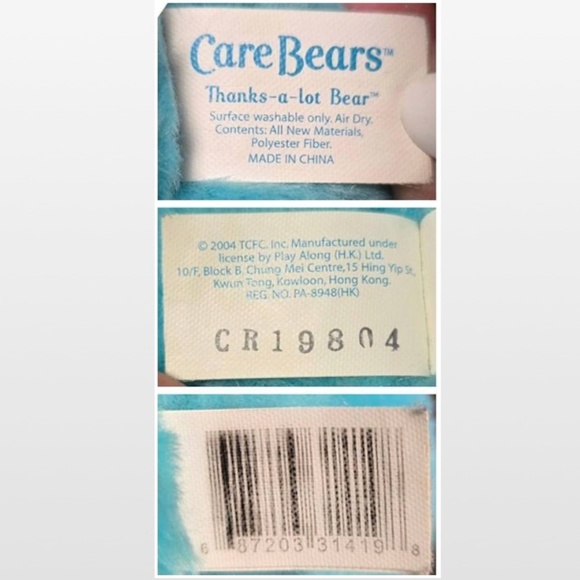 Care Bears™
Thanks-a-lot Bear™
Surface washable only. Air Dry.
Contents: All New Materials,
Polyester Fiber.
MADE IN CHINA
© 2004 TCFC, Inc. Manufactured under
license by Play Along (H.K.) Ltd.
10/F, Block B, Chung Mei Centre, 15 Hing Yip St,
Kwun Tong, Kowloon, Hong Kong.
REG. NO. PA-8948(HK)
CR19804
6 87203 31419 8